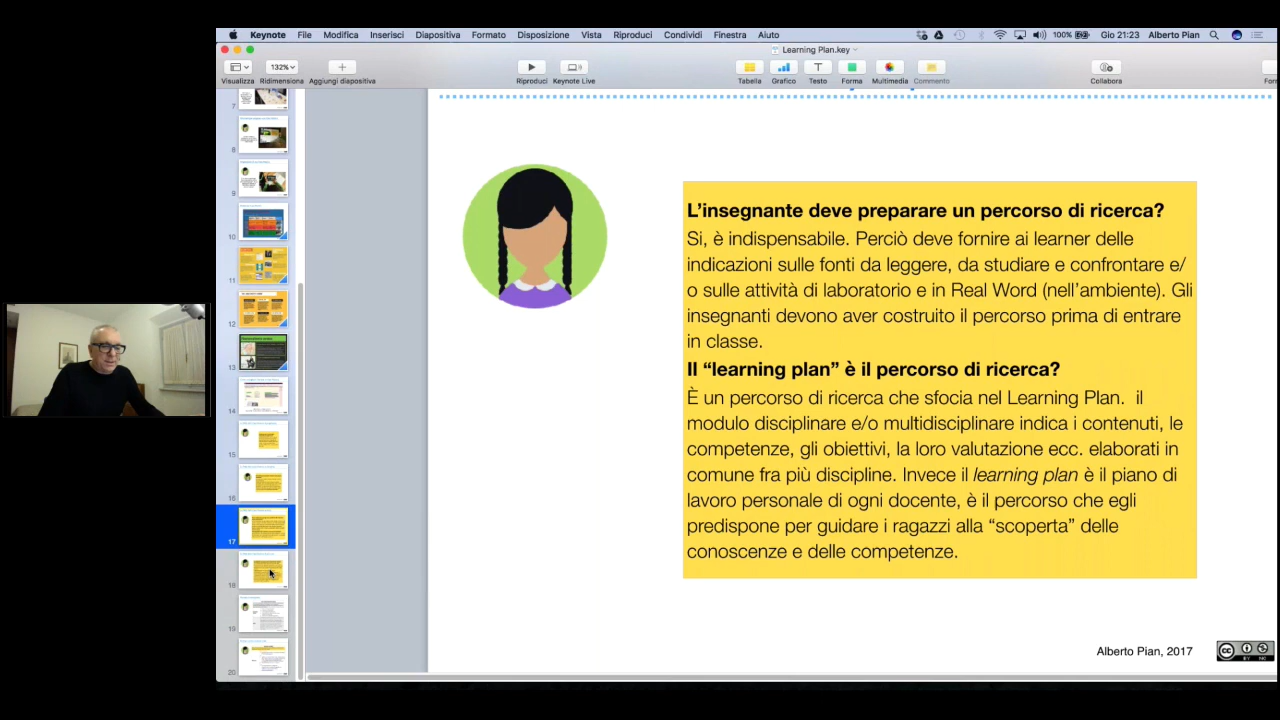 Keynote File Modifica Inserisci Diapositiva Formato Disposizione Vista Riproduci Condividi Finestra Aiuto 100% Gio 21:23 Alberto Pian
Learning Plan.key
132%
Visualizza Ridimensiona Aggiungi diapositiva Riproduci Keynote Live Tabella Grafico Testo Forma Multimedia Commento Collabora
7
8
9
10
11
12
13
14
15
16
17
18
19
20
L’insegnante deve preparare un percorso di ricerca?
Si, è indispensabile. Perciò deve fornire ai learner delle
indicazioni sulle fonti da leggere, da studiare e confrontare e/
o sulle attività di laboratorio e in Real Word (nell’ambiente). Gli
insegnanti devono aver costruito il percorso prima di entrare
in classe.
Il “learning plan” è il percorso di ricerca?
È un percorso di ricerca che sfocia nel Learning Plan. il
modulo disciplinare e/o multidisciplinare indica i contenuti, le
competenze, gli obiettivi, la loro valutazione ecc. elaborati in
comune fra più discipline. Invece il learning plan è il piano di
lavoro personale di ogni docente, è il percorso che egli
predispone per guidare i ragazzi alla “scoperta” delle
conoscenze e delle competenze.
Alberto Pian, 2017
CC BY NC